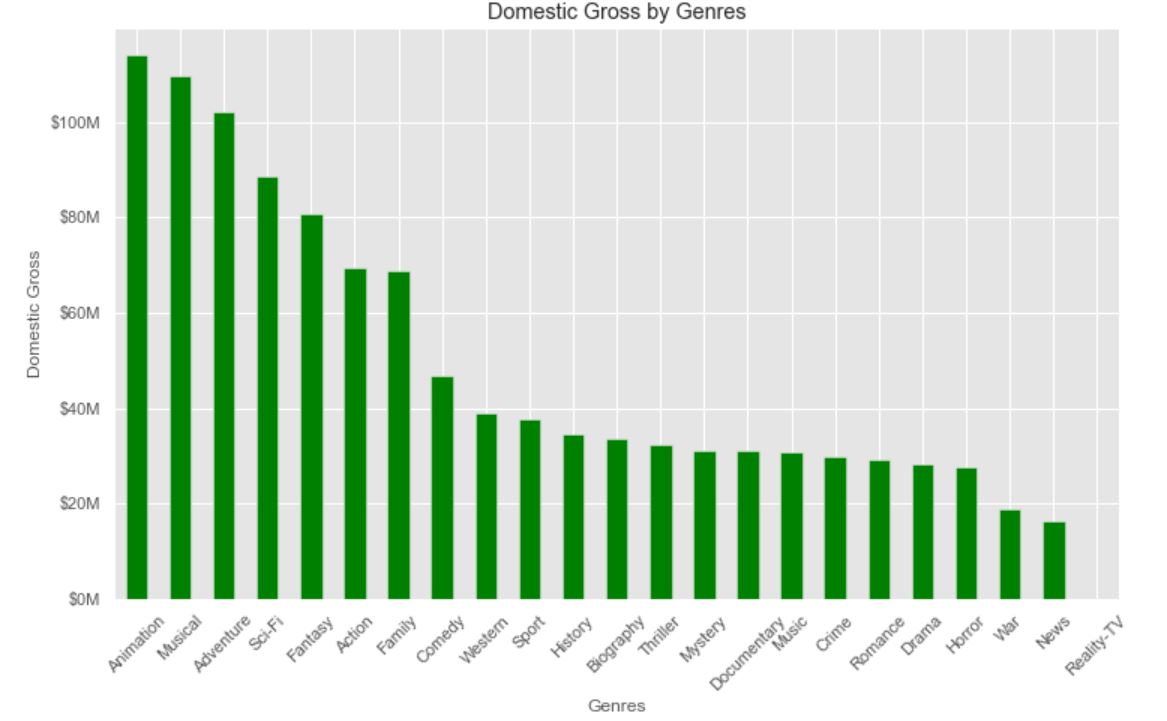 Domestic Gross by Genres
Domestic Gross
$100M
$80M
$60M
$40M
$20M
$0M
Animation
Musical
Adventure
Sci-Fi
Fantasy
Action
Family
Comedy
Western
Sport
History
Biography
Thriller
Mystery
Documentary
Music
Crime
Romance
Drama
Horror
War
News
Reality-TV
Genres